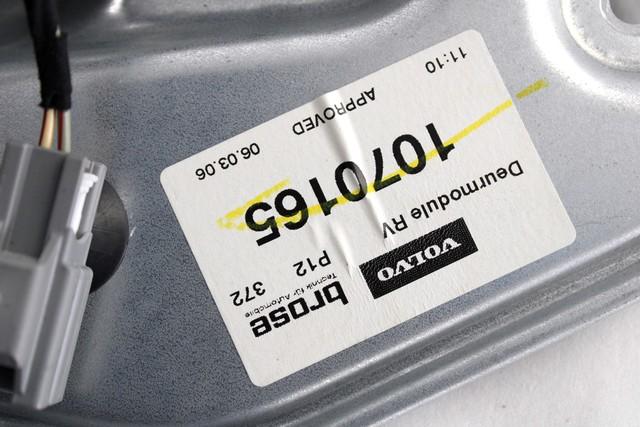 brose
Technik für Automobile
VOLVO
P12
372
Deurmodule RV
1070165
APPROVED
06.03.06
11:10